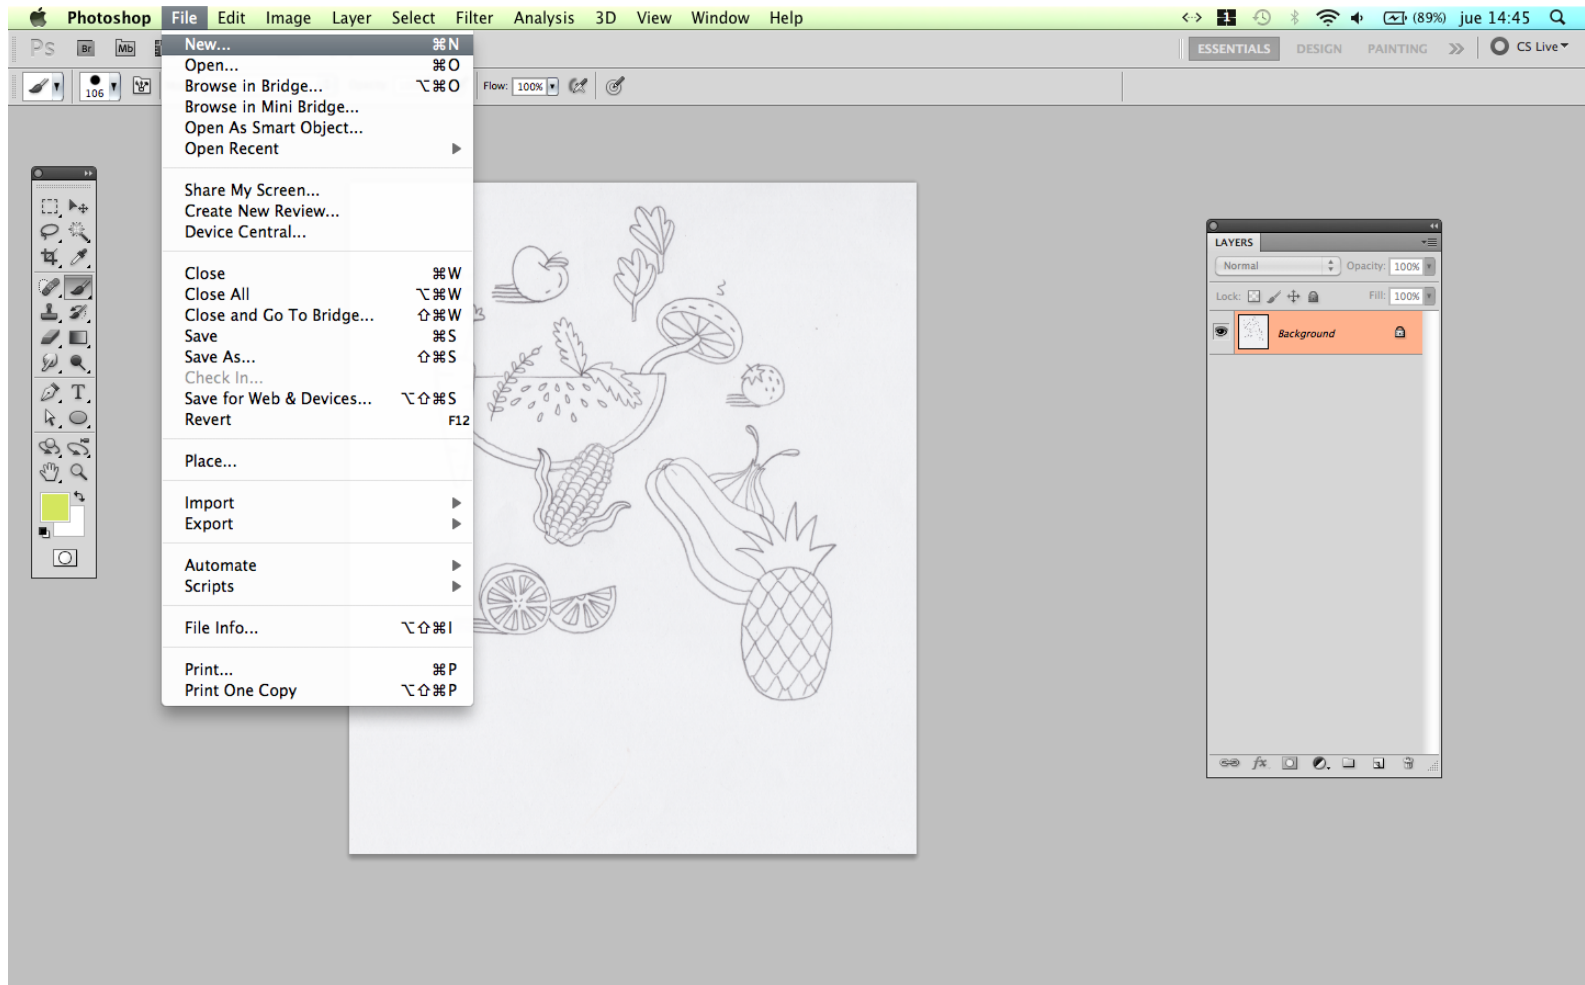 Photoshop File Edit Image Layer Select Filter Analysis 3D View Window Help (89%) jue 14:45
Ps Br Mb ESSENTIALS DESIGN PAINTING >> CS Live
106 Flow: 100%
New... ⌘N
Open... ⌘O
Browse in Bridge... ⌥⌘O
Browse in Mini Bridge...
Open As Smart Object...
Open Recent
Share My Screen...
Create New Review...
Device Central...
Close ⌘W
Close All ⌥⌘W
Close and Go To Bridge... ⇧⌘W
Save ⌘S
Save As... ⇧⌘S
Check In...
Save for Web & Devices... ⌥⇧⌘S
Revert F12
Place...
Import
Export
Automate
Scripts
File Info... ⌥⇧⌘I
Print... ⌘P
Print One Copy ⌥⇧⌘P
T
LAYERS
Normal Opacity: 100%
Lock: Fill: 100%
Background
fx